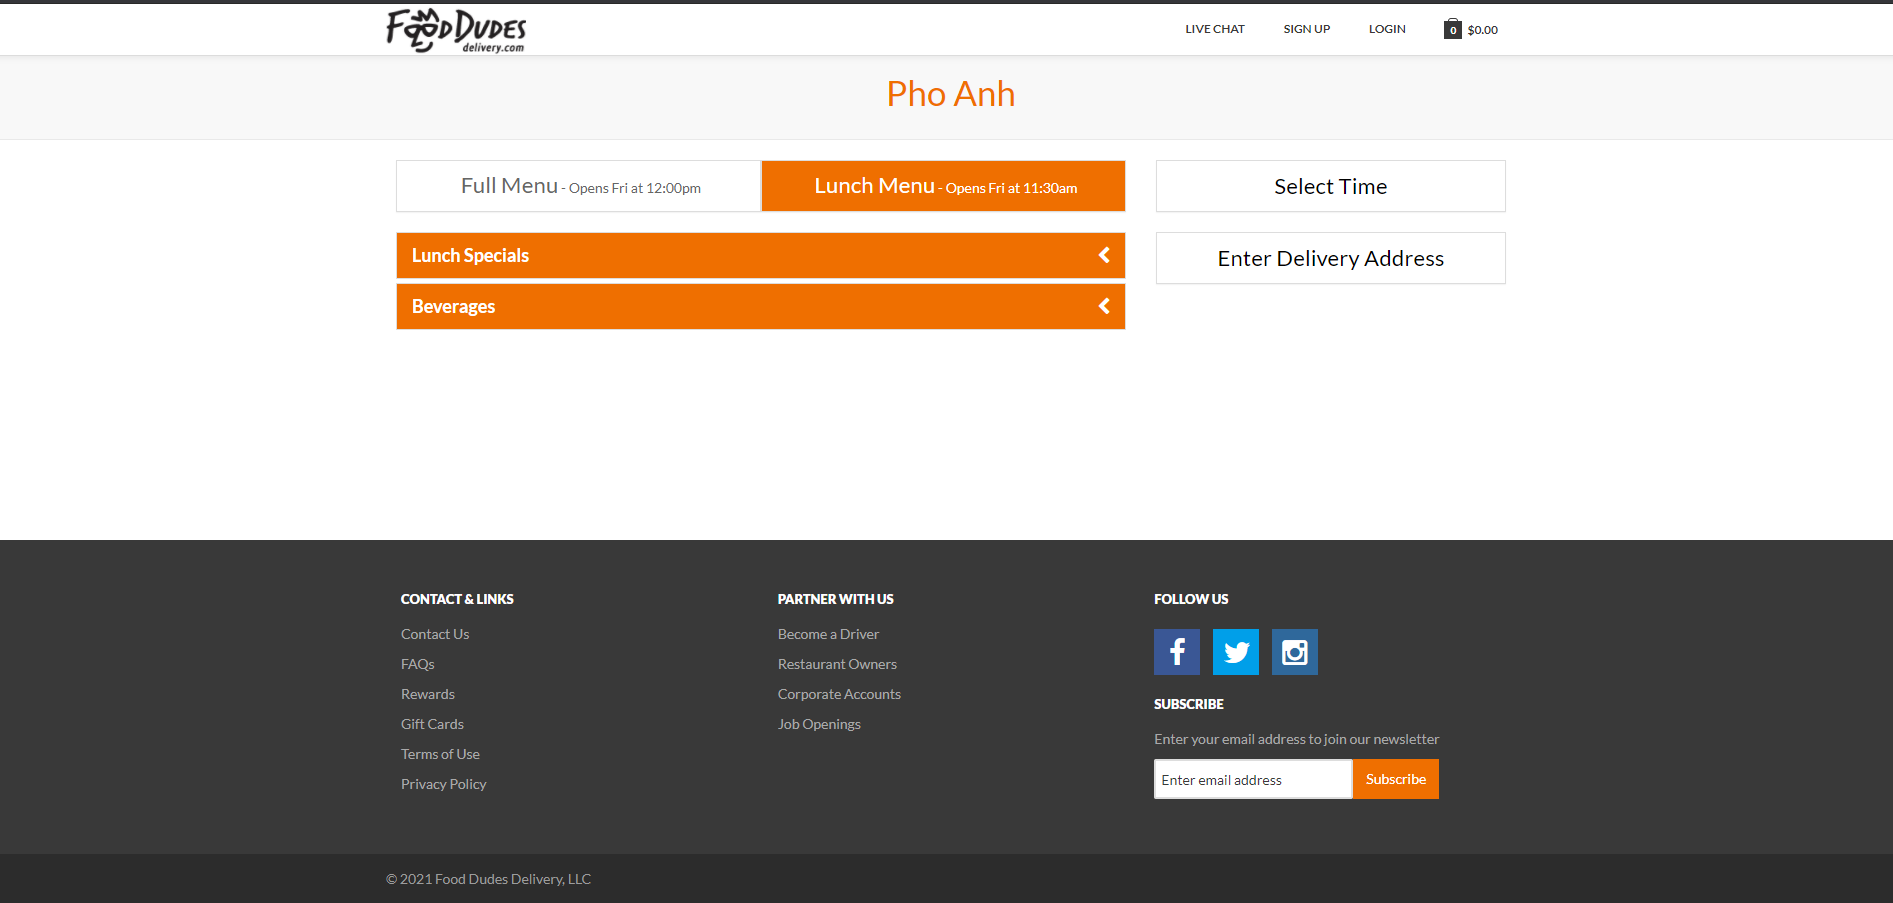 FOOD DUDES
delivery.com
LIVE CHAT
SIGN UP
LOGIN
0
$0.00
Pho Anh
Full Menu - Opens Fri at 12:00pm
Lunch Menu - Opens Fri at 11:30am
Select Time
Lunch Specials
Enter Delivery Address
Beverages
CONTACT & LINKS
Contact Us
FAQs
Rewards
Gift Cards
Terms of Use
Privacy Policy
PARTNER WITH US
Become a Driver
Restaurant Owners
Corporate Accounts
Job Openings
FOLLOW US
SUBSCRIBE
Enter your email address to join our newsletter
Enter email address
Subscribe
© 2021 Food Dudes Delivery, LLC